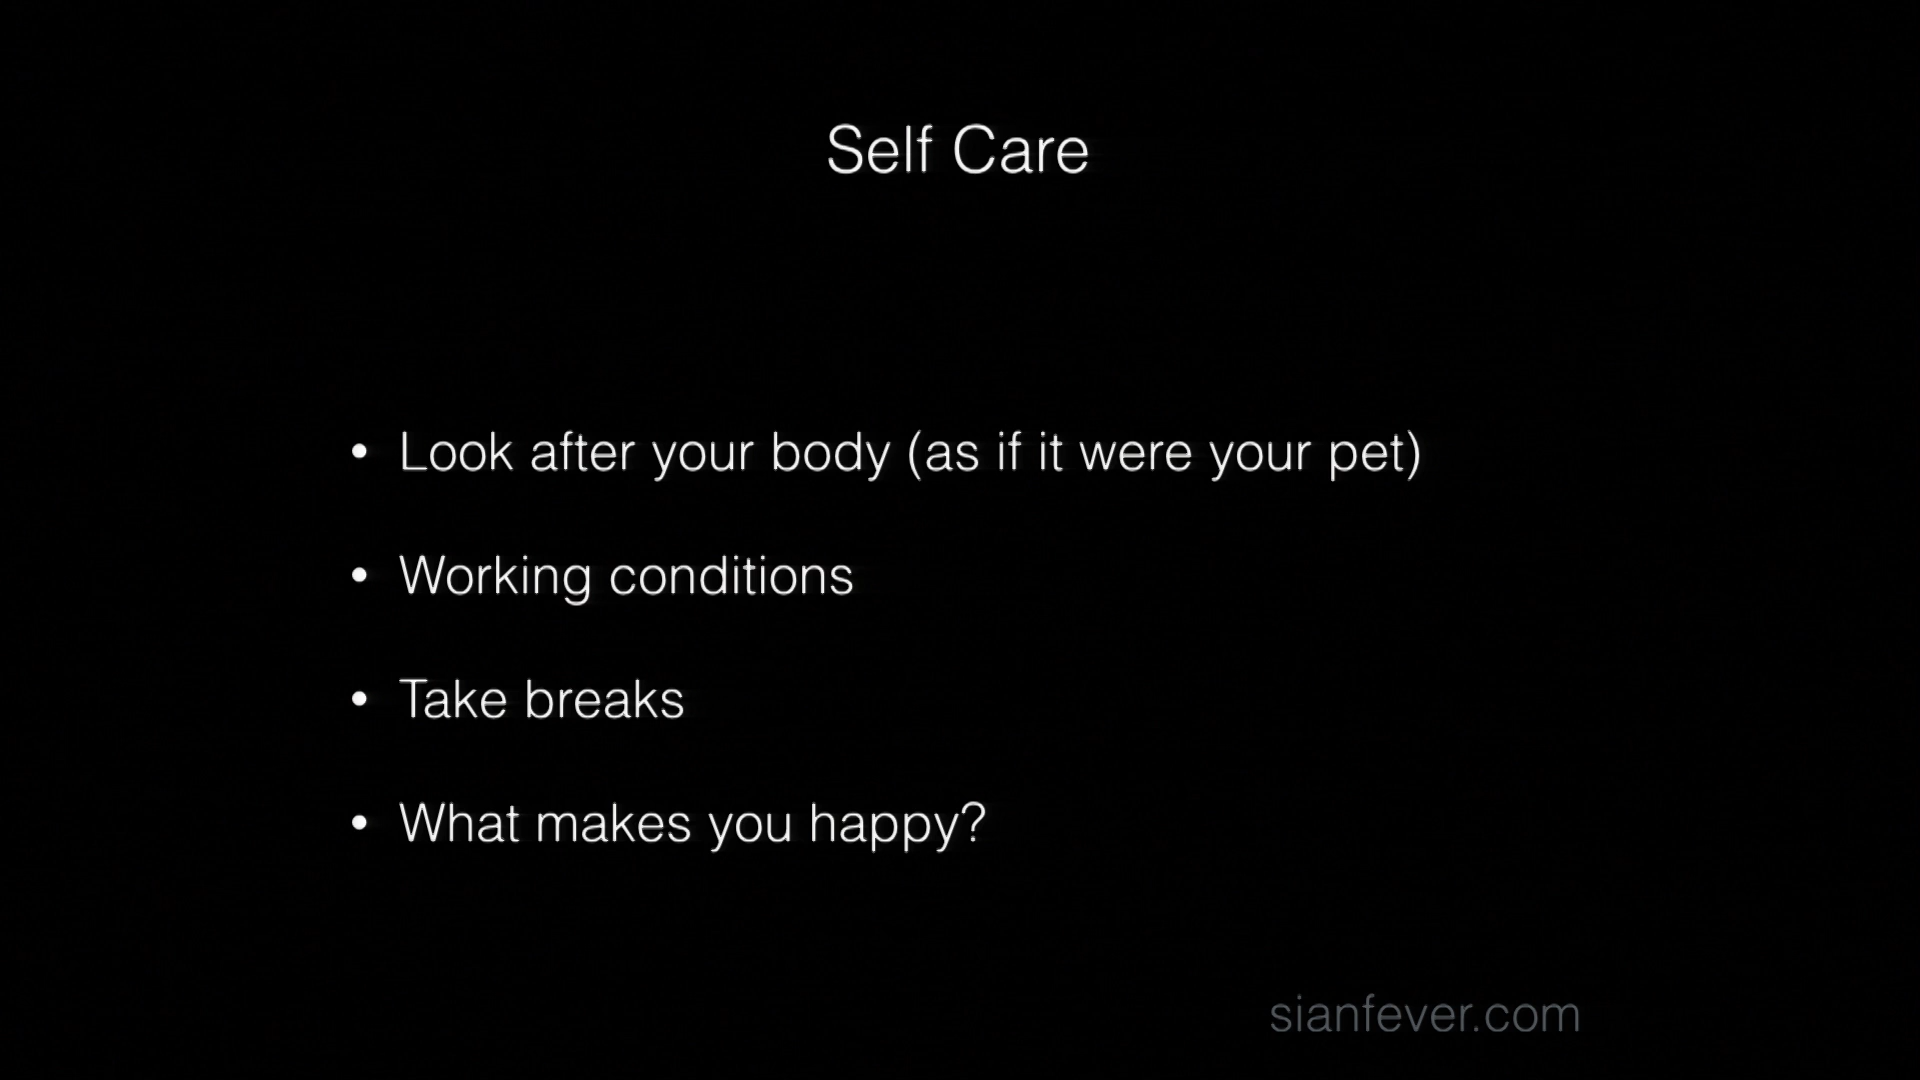 Self Care
• Look after your body (as if it were your pet)
• Working conditions
• Take breaks
• What makes you happy?
sianfever.com